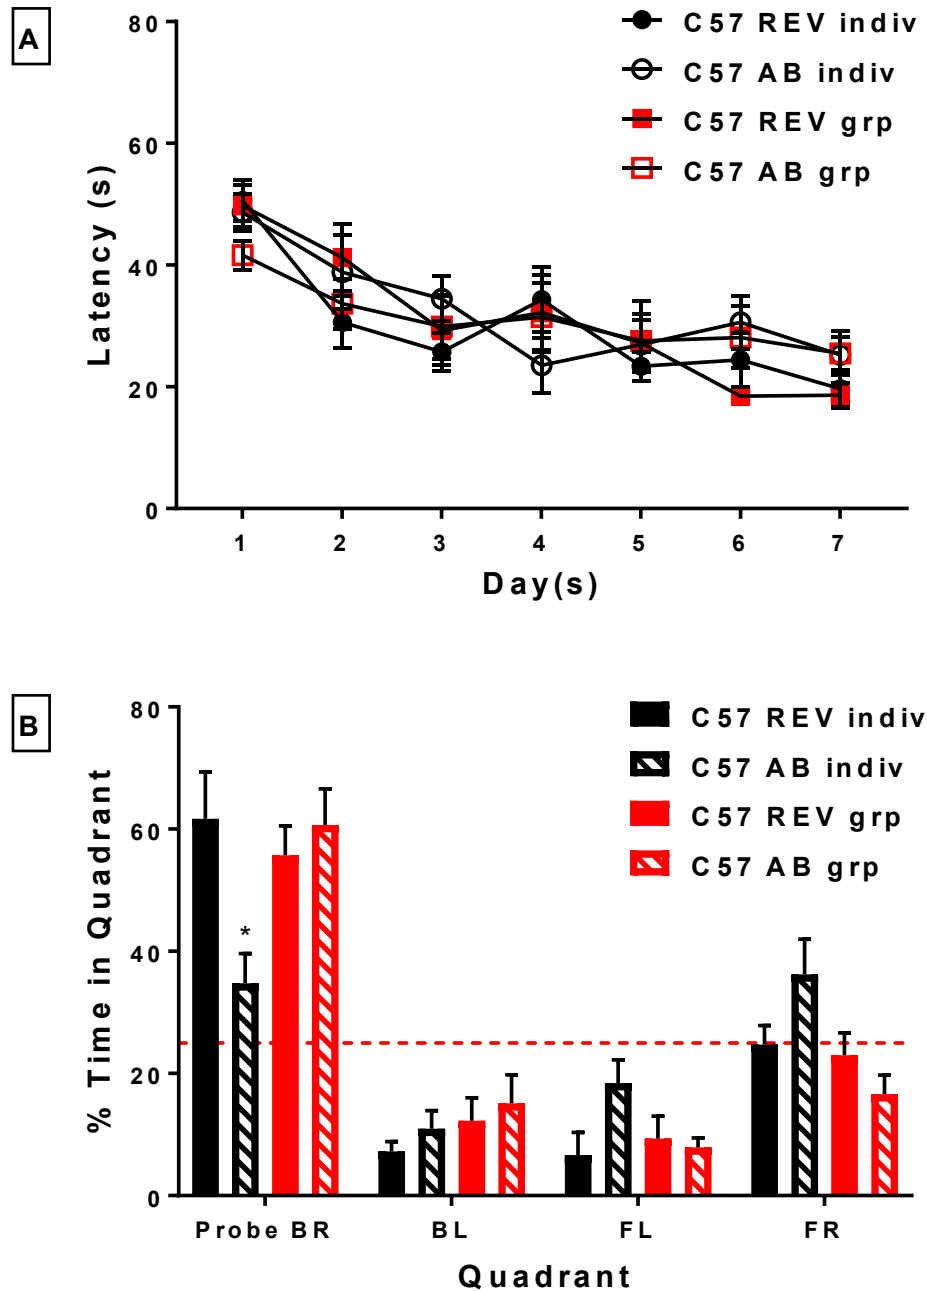 A
80
60
40
20
0
Latency (s)
C57 REV indiv
C57 AB indiv
C57 REV grp
C57 AB grp
1 2 3 4 5 6 7
Day(s)
B
80
60
40
20
0
% Time in Quadrant
C57 REV indiv
C57 AB indiv
C57 REV grp
C57 AB grp
*
Probe BR BL FL FR
Quadrant